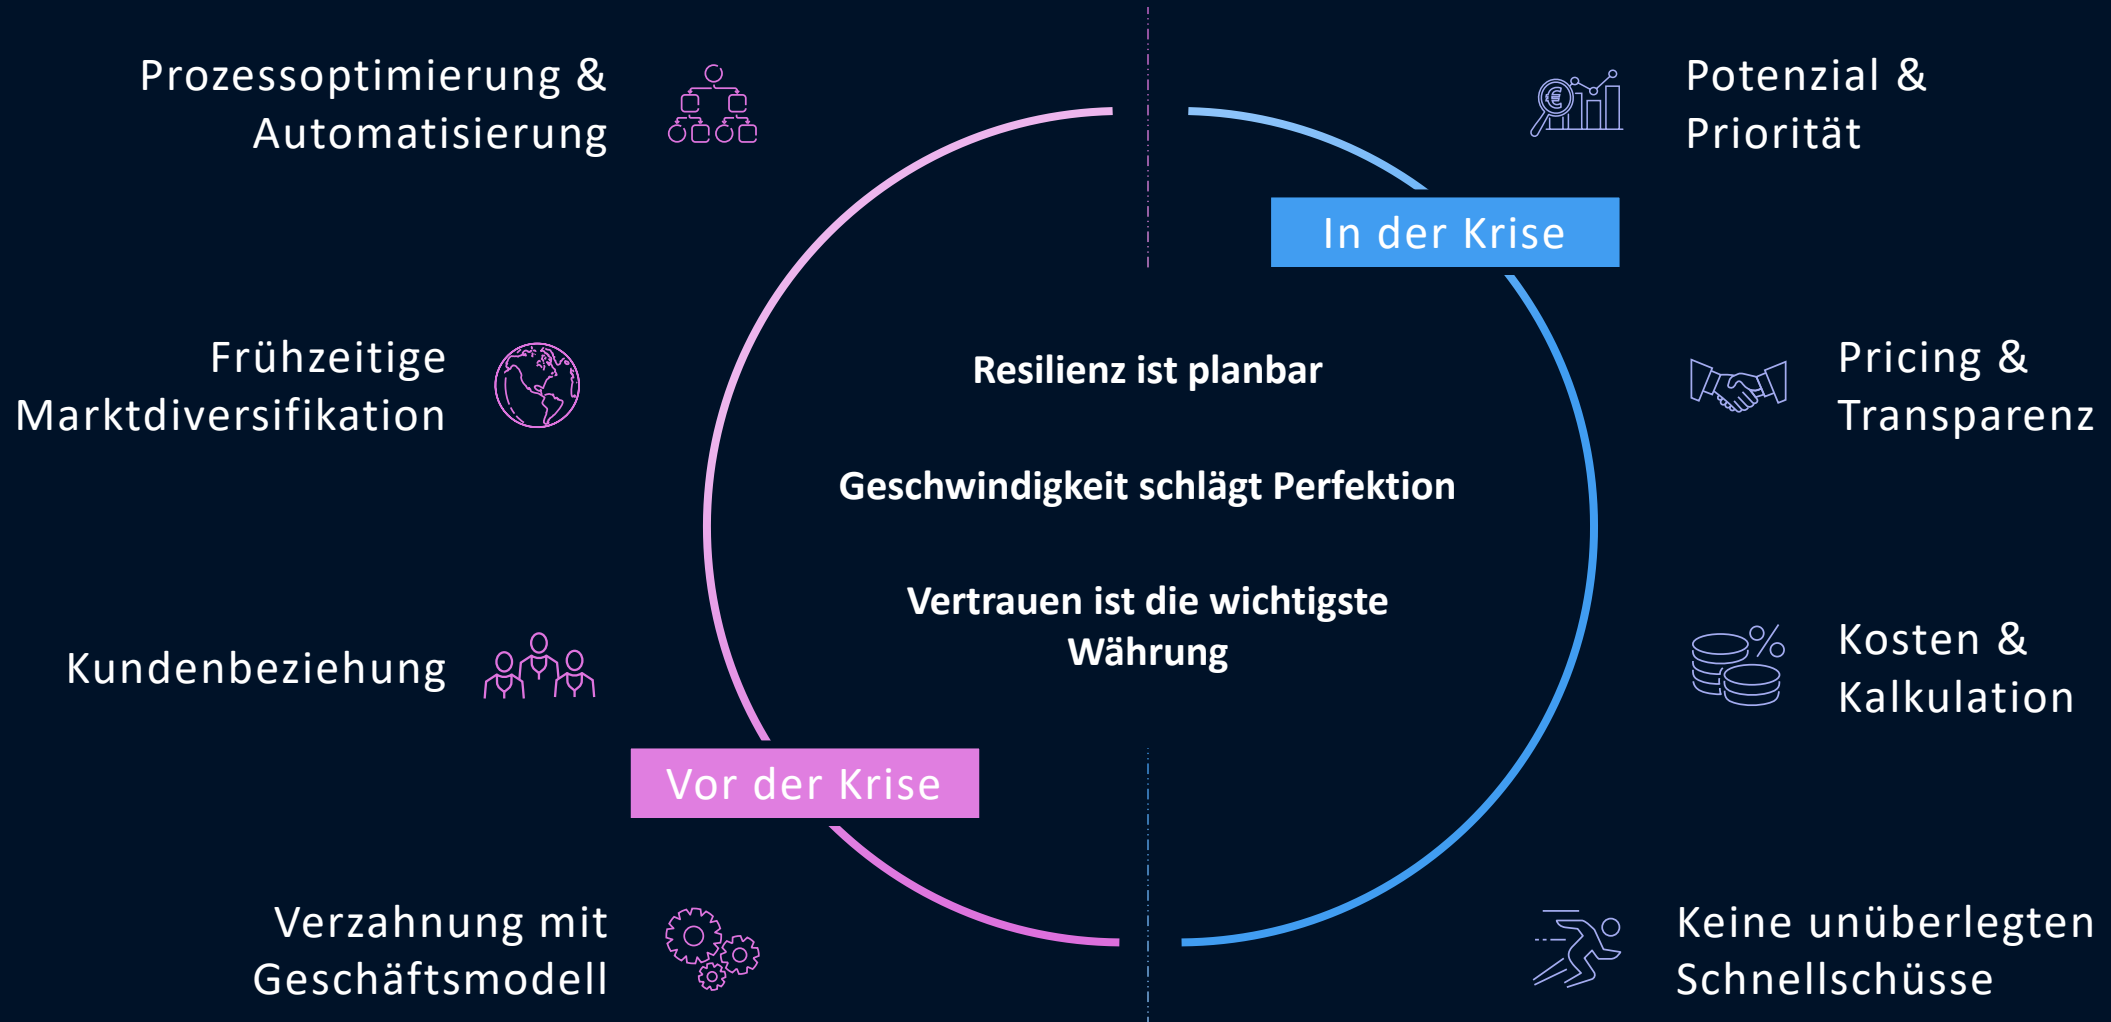 Prozessoptimierung &
Automatisierung
Frühzeitige
Marktdiversifikation
Kundenbeziehung
Vor der Krise
Verzahnung mit
Geschäftsmodell
Resilienz ist planbar
Geschwindigkeit schlägt Perfektion
Vertrauen ist die wichtigste
Währung
Potenzial &
Priorität
In der Krise
Pricing &
Transparenz
Kosten &
Kalkulation
Keine unüberlegten
Schnellschüsse